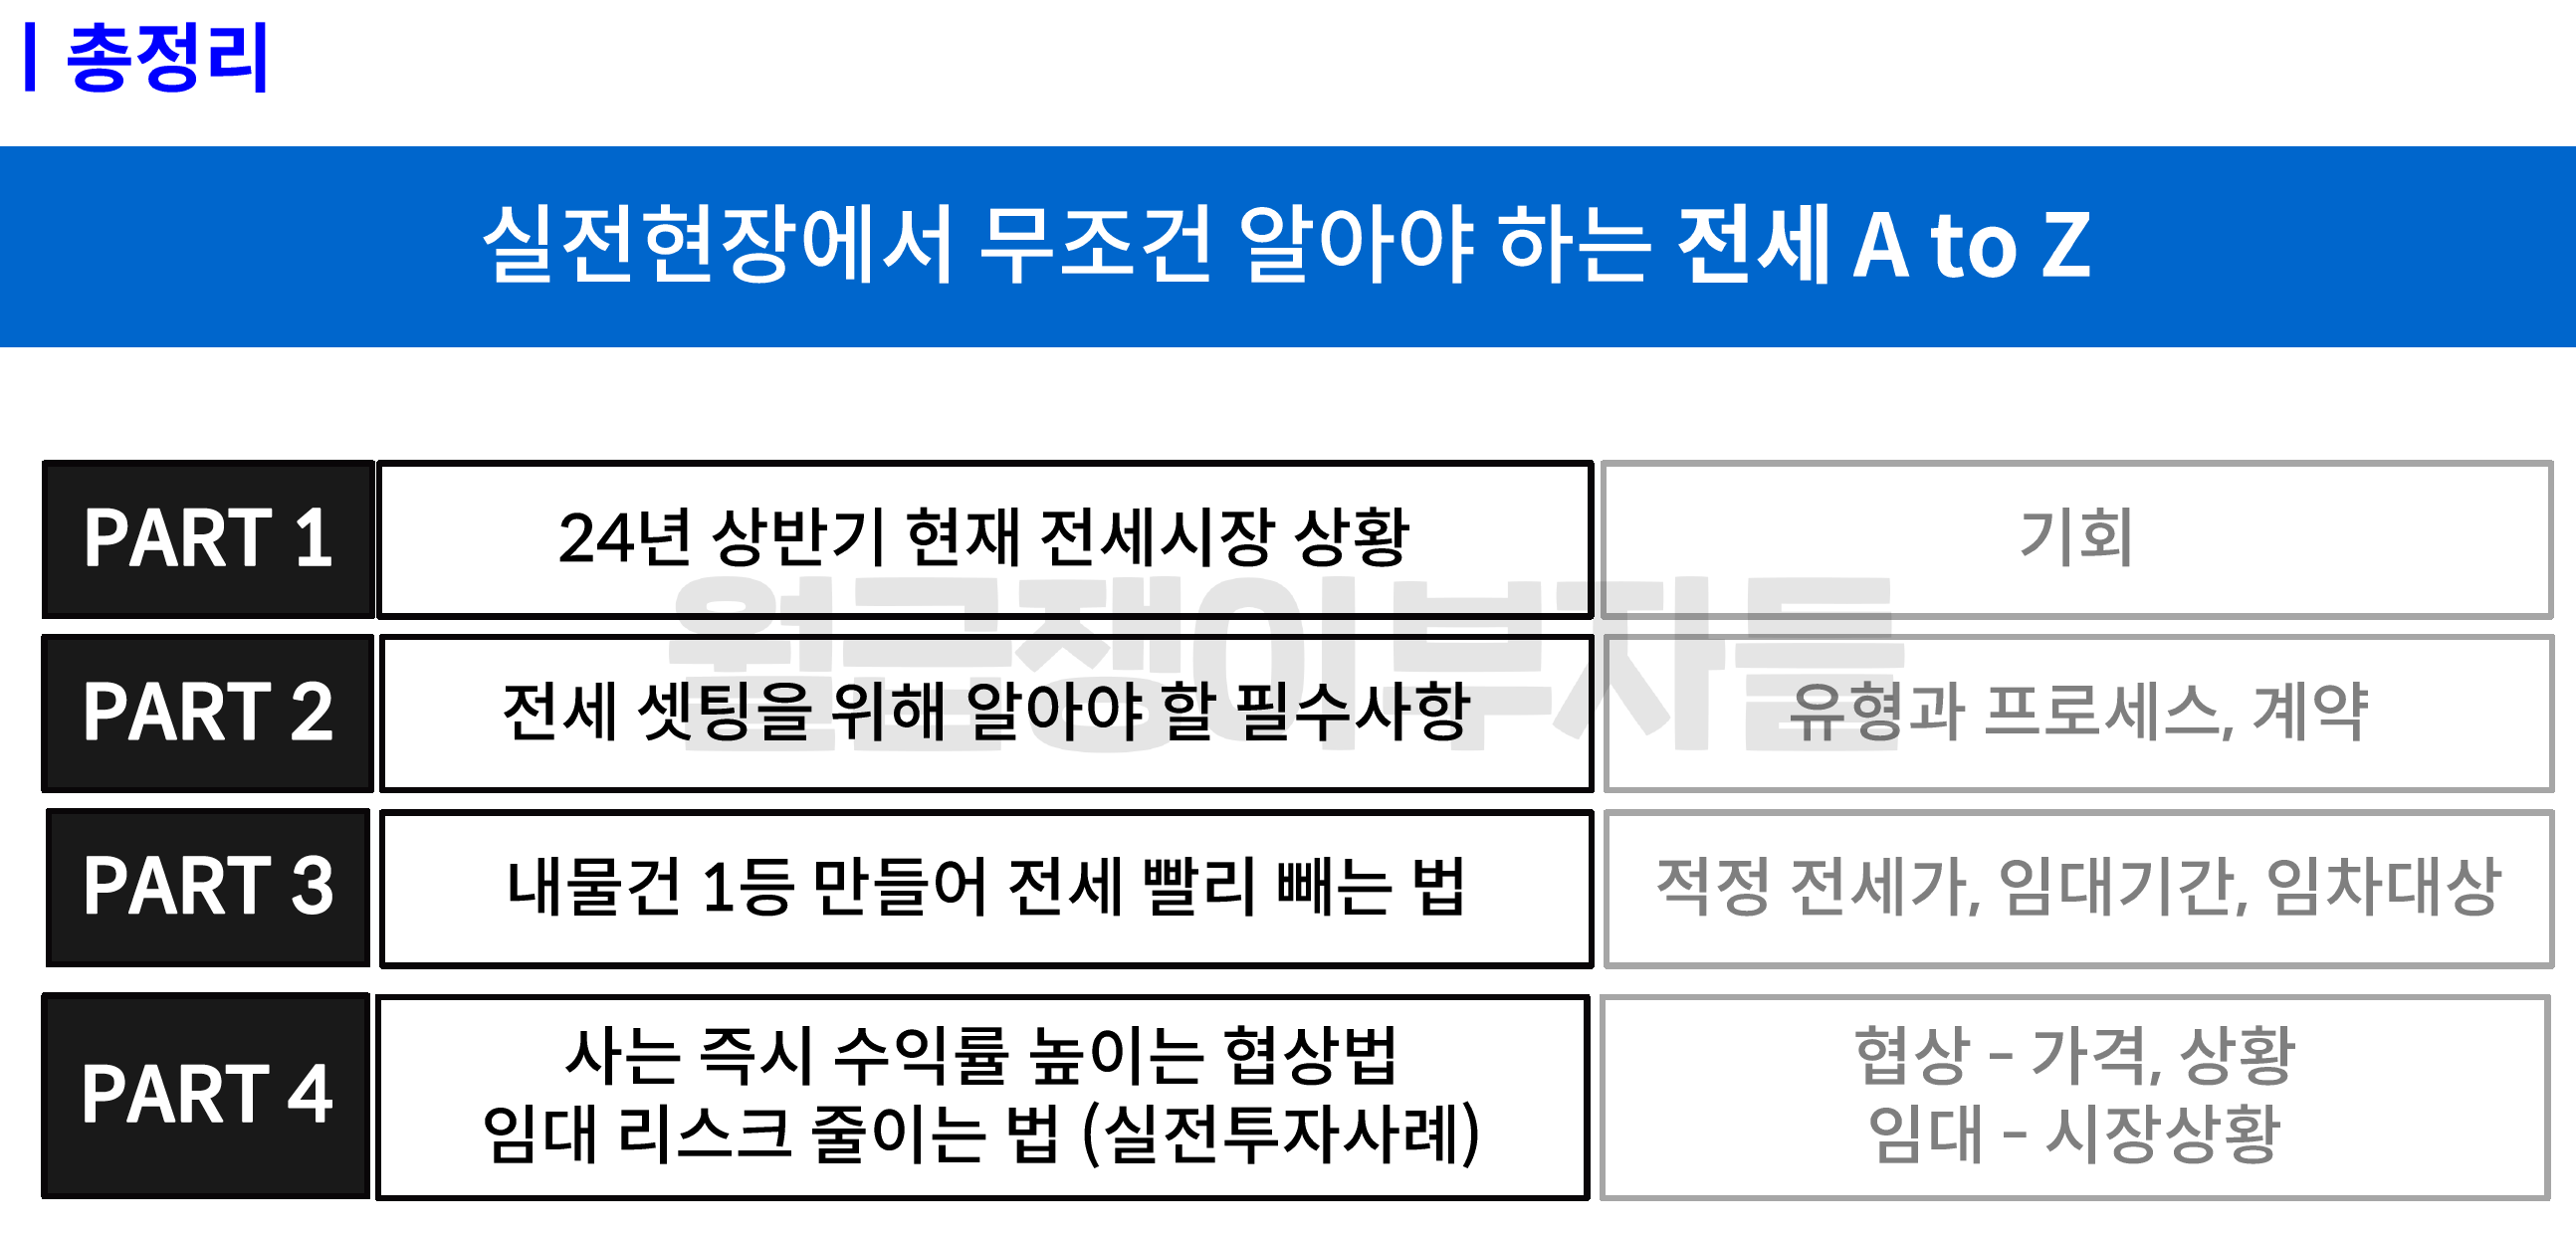 | 총정리
실전현장에서 무조건 알아야 하는 전세 A to Z
PART 1 24년 상반기 현재 전세시장 상황 기회
월급쟁이부자들
PART 2 전세 셋팅을 위해 알아야 할 필수사항 유형과 프로세스, 계약
PART 3 내물건 1등 만들어 전세 빨리 빼는 법 적정 전세가, 임대기간, 임차대상
PART 4 사는 즉시 수익률 높이는 협상법
임대 리스크 줄이는 법 (실전투자사례)
협상 – 가격, 상황
임대 – 시장상황